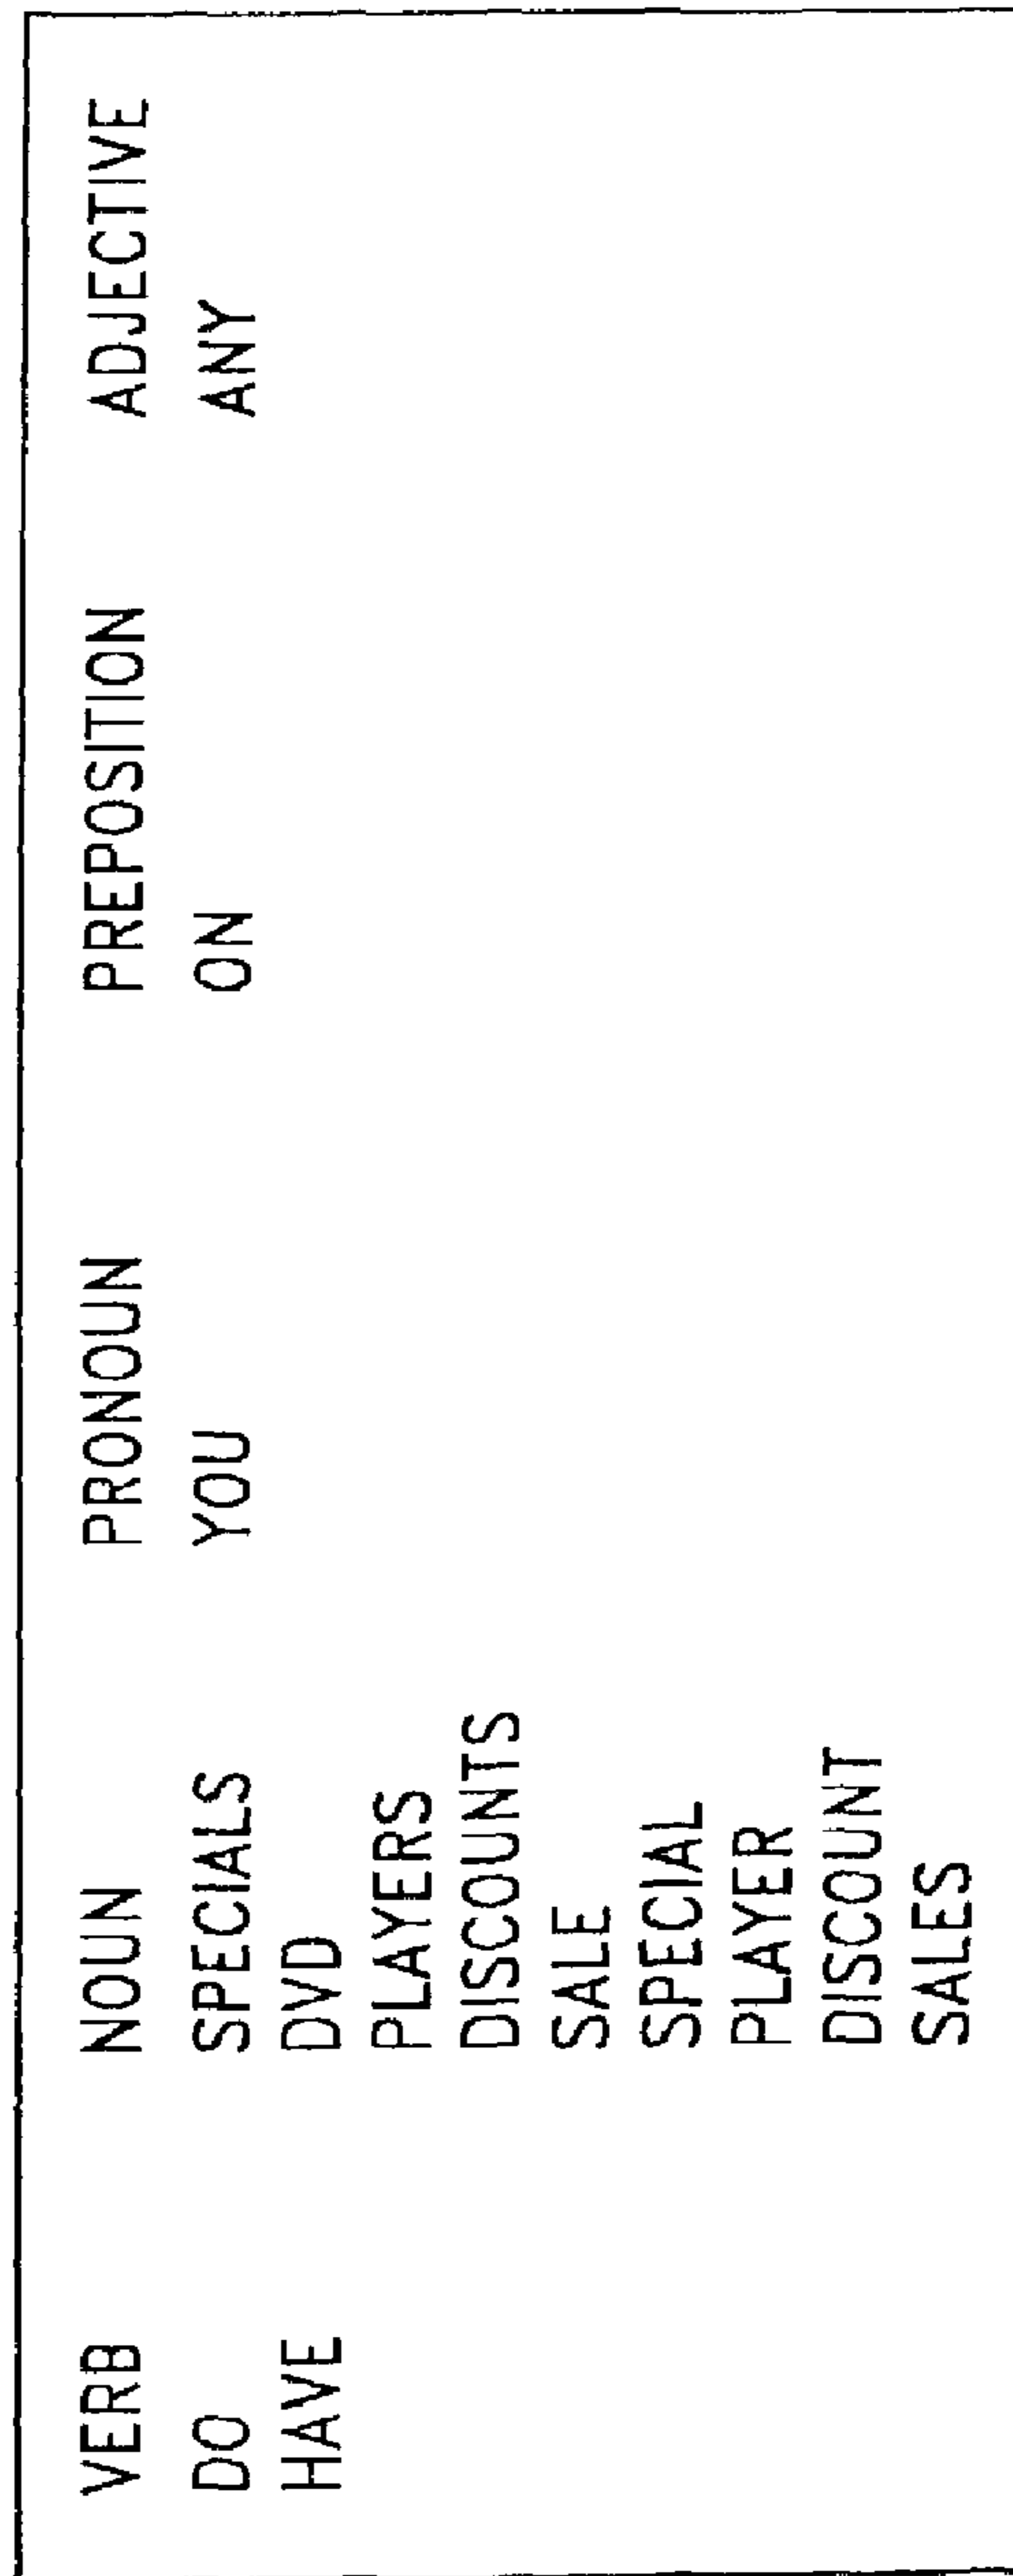 VERB NOUN PRONOUN PREPOSITION ADJECTIVE
DO SPECIALS YOU ON ANY
HAVE DVD
PLAYERS
DISCOUNTS
SALE
SPECIAL
PLAYER
DISCOUNT
SALES